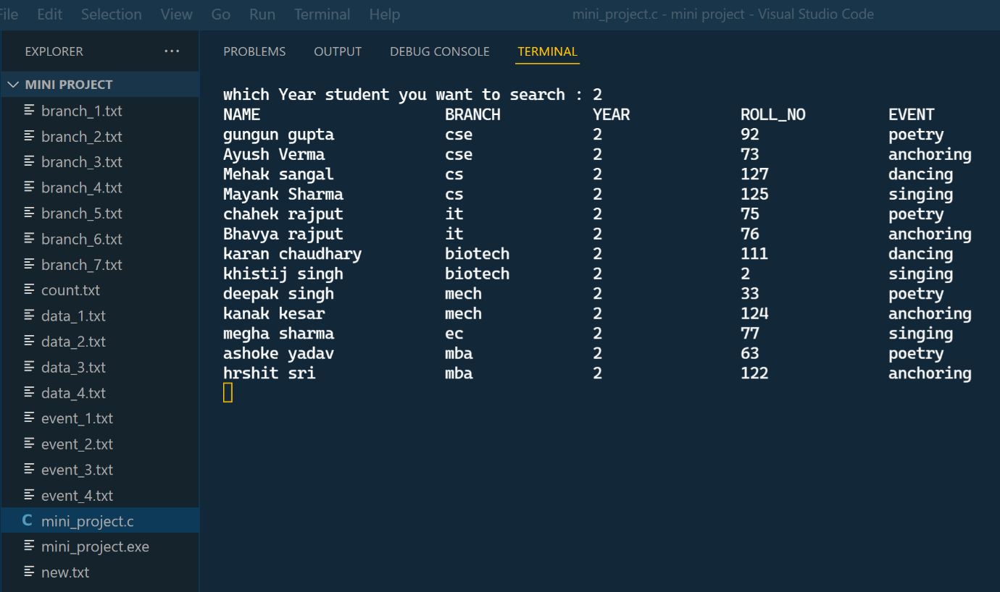 File Edit Selection View Go Run Terminal Help mini_project.c - mini project - Visual Studio Code
EXPLORER ···
MINI PROJECT
branch_1.txt
branch_2.txt
branch_3.txt
branch_4.txt
branch_5.txt
branch_6.txt
branch_7.txt
count.txt
data_1.txt
data_2.txt
data_3.txt
data_4.txt
event_1.txt
event_2.txt
event_3.txt
event_4.txt
C mini_project.c
mini_project.exe
new.txt
PROBLEMS OUTPUT DEBUG CONSOLE TERMINAL
which Year student you want to search : 2
NAME BRANCH YEAR ROLL_NO EVENT
gungun gupta cse 2 92 poetry
Ayush Verma cse 2 73 anchoring
Mehak sangal cs 2 127 dancing
Mayank Sharma cs 2 125 singing
chahek rajput it 2 75 poetry
Bhavya rajput it 2 76 anchoring
karan chaudhary biotech 2 111 dancing
khistij singh biotech 2 2 singing
deepak singh mech 2 33 poetry
kanak kesar mech 2 124 anchoring
megha sharma ec 2 77 singing
ashoke yadav mba 2 63 poetry
hrshit sri mba 2 122 anchoring